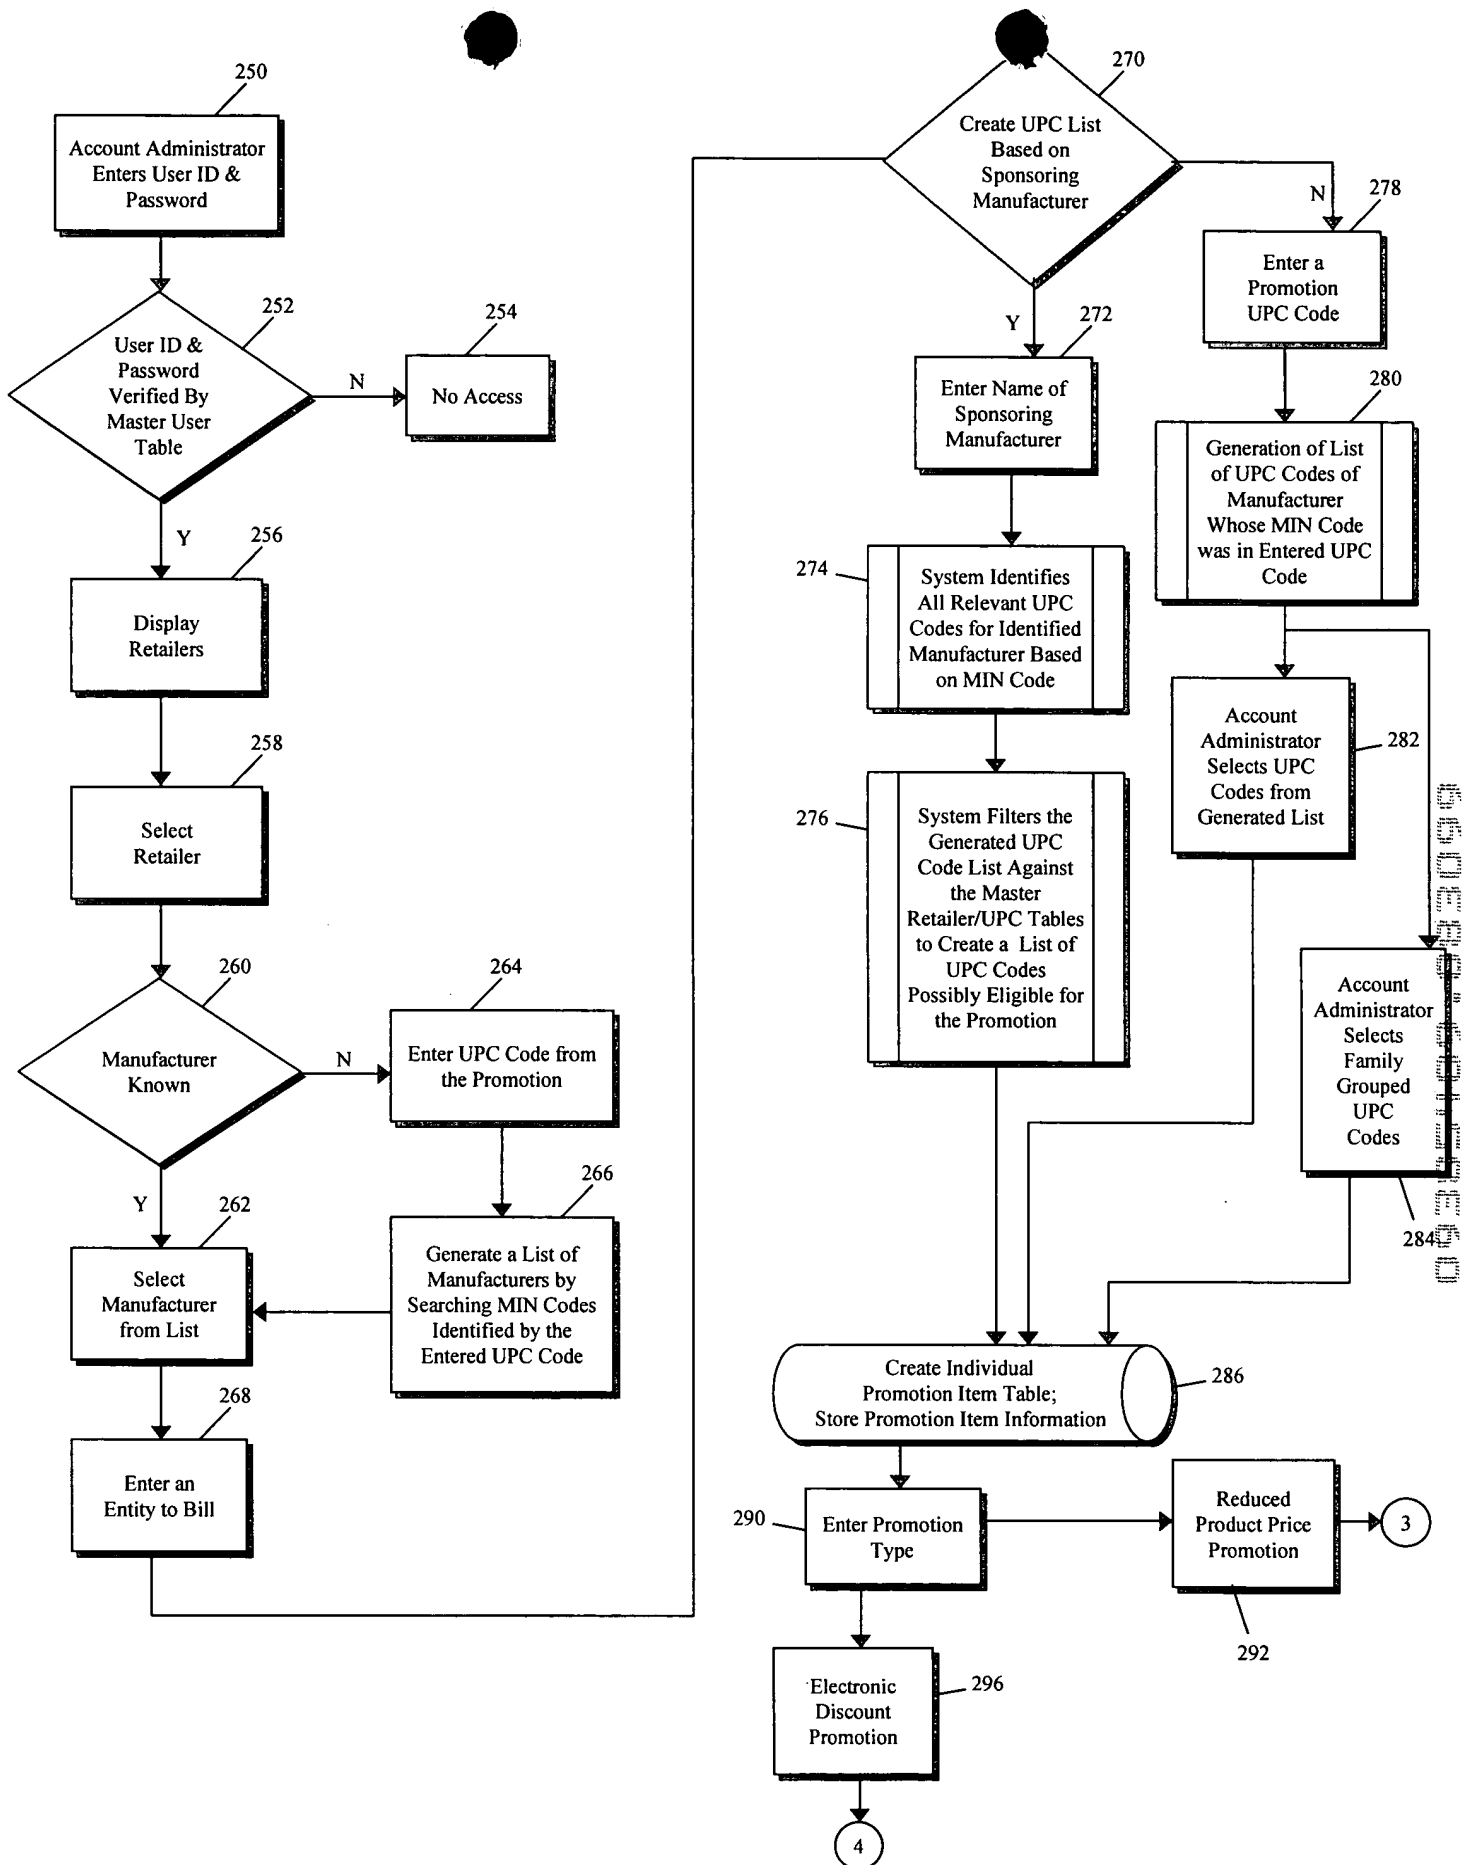 250
Account Administrator
Enters User ID &
Password
252
User ID &
Password
Verified By
Master User
Table
N
254
No Access
Y
256
Display
Retailers
258
Select
Retailer
260
Manufacturer
Known
N
264
Enter UPC Code from
the Promotion
266
Generate a List of
Manufacturers by
Searching MIN Codes
Identified by the
Entered UPC Code
Y
262
Select
Manufacturer
from List
268
Enter an
Entity to Bill
270
Create UPC List
Based on
Sponsoring
Manufacturer
N
278
Enter a
Promotion
UPC Code
Y
272
Enter Name of
Sponsoring
Manufacturer
280
Generation of List
of UPC Codes of
Manufacturer
Whose MIN Code
was in Entered UPC
Code
274
System Identifies
All Relevant UPC
Codes for Identified
Manufacturer Based
on MIN Code
282
Account
Administrator
Selects UPC
Codes from
Generated List
276
System Filters the
Generated UPC
Code List Against
the Master
Retailer/UPC Tables
to Create a List of
UPC Codes
Possibly Eligible for
the Promotion
Account
Administrator
Selects
Family
Grouped
UPC
Codes
284
286
Create Individual
Promotion Item Table;
Store Promotion Item Information
290
Enter Promotion
Type
Reduced
Product Price
Promotion
3
292
296
Electronic
Discount
Promotion
4